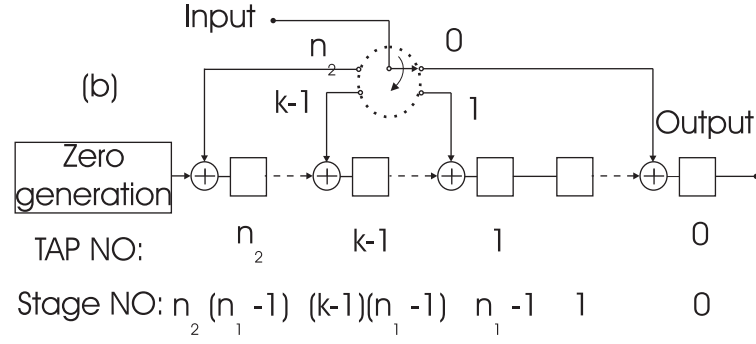 Input
n₂ 0
(b)
k-1 1
Output
Zero
generation
TAP NO: n₂ k-1 1 0
Stage NO: n₂ (n₁ -1) (k-1)(n₁ -1) n₁ -1 1 0